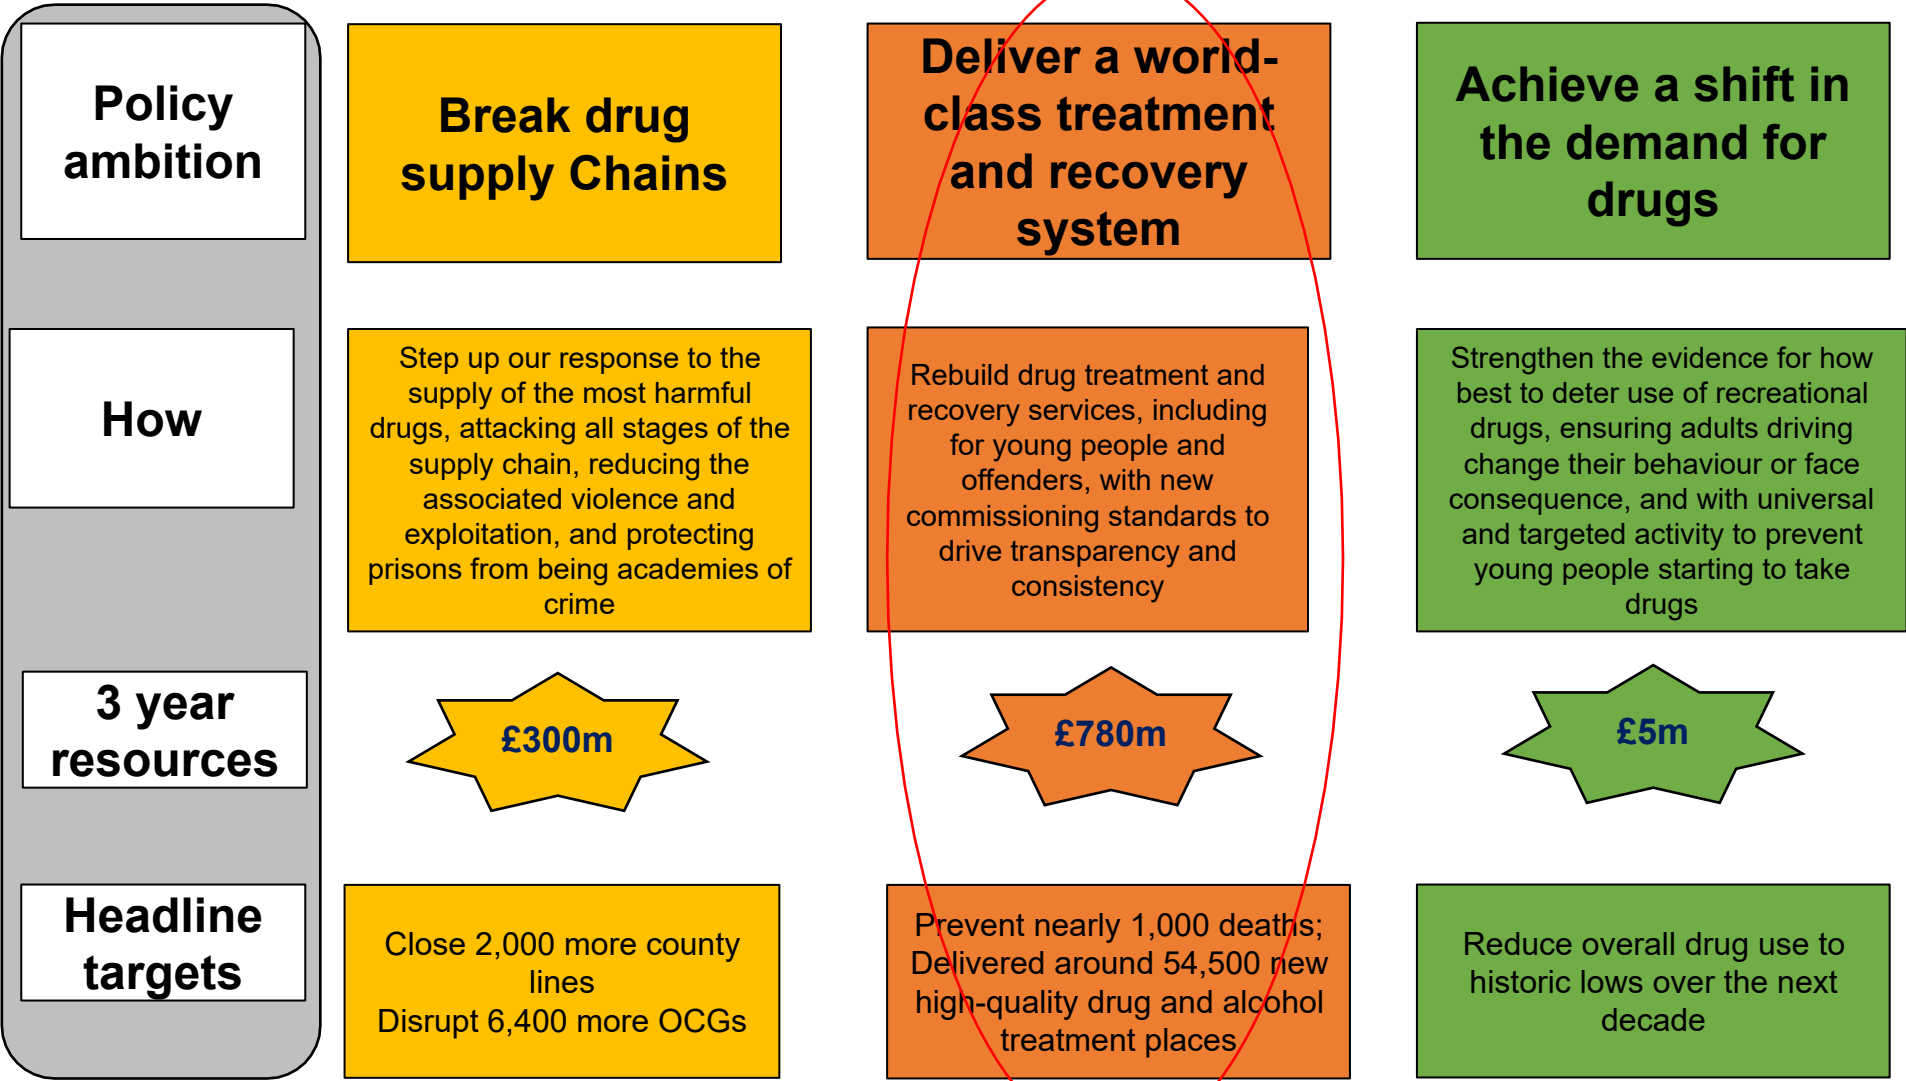 Policy
ambition
Break drug
supply Chains
Deliver a world-
class treatment
and recovery
system
Achieve a shift in
the demand for
drugs
How
Step up our response to the
supply of the most harmful
drugs, attacking all stages of the
supply chain, reducing the
associated violence and
exploitation, and protecting
prisons from being academies of
crime
Rebuild drug treatment and
recovery services, including
for young people and
offenders, with new
commissioning standards to
drive transparency and
consistency
Strengthen the evidence for how
best to deter use of recreational
drugs, ensuring adults driving
change their behaviour or face
consequence, and with universal
and targeted activity to prevent
young people starting to take
drugs
3 year
resources
£300m
£780m
£5m
Headline
targets
Close 2,000 more county
lines
Disrupt 6,400 more OCGs
Prevent nearly 1,000 deaths;
Delivered around 54,500 new
high-quality drug and alcohol
treatment places
Reduce overall drug use to
historic lows over the next
decade